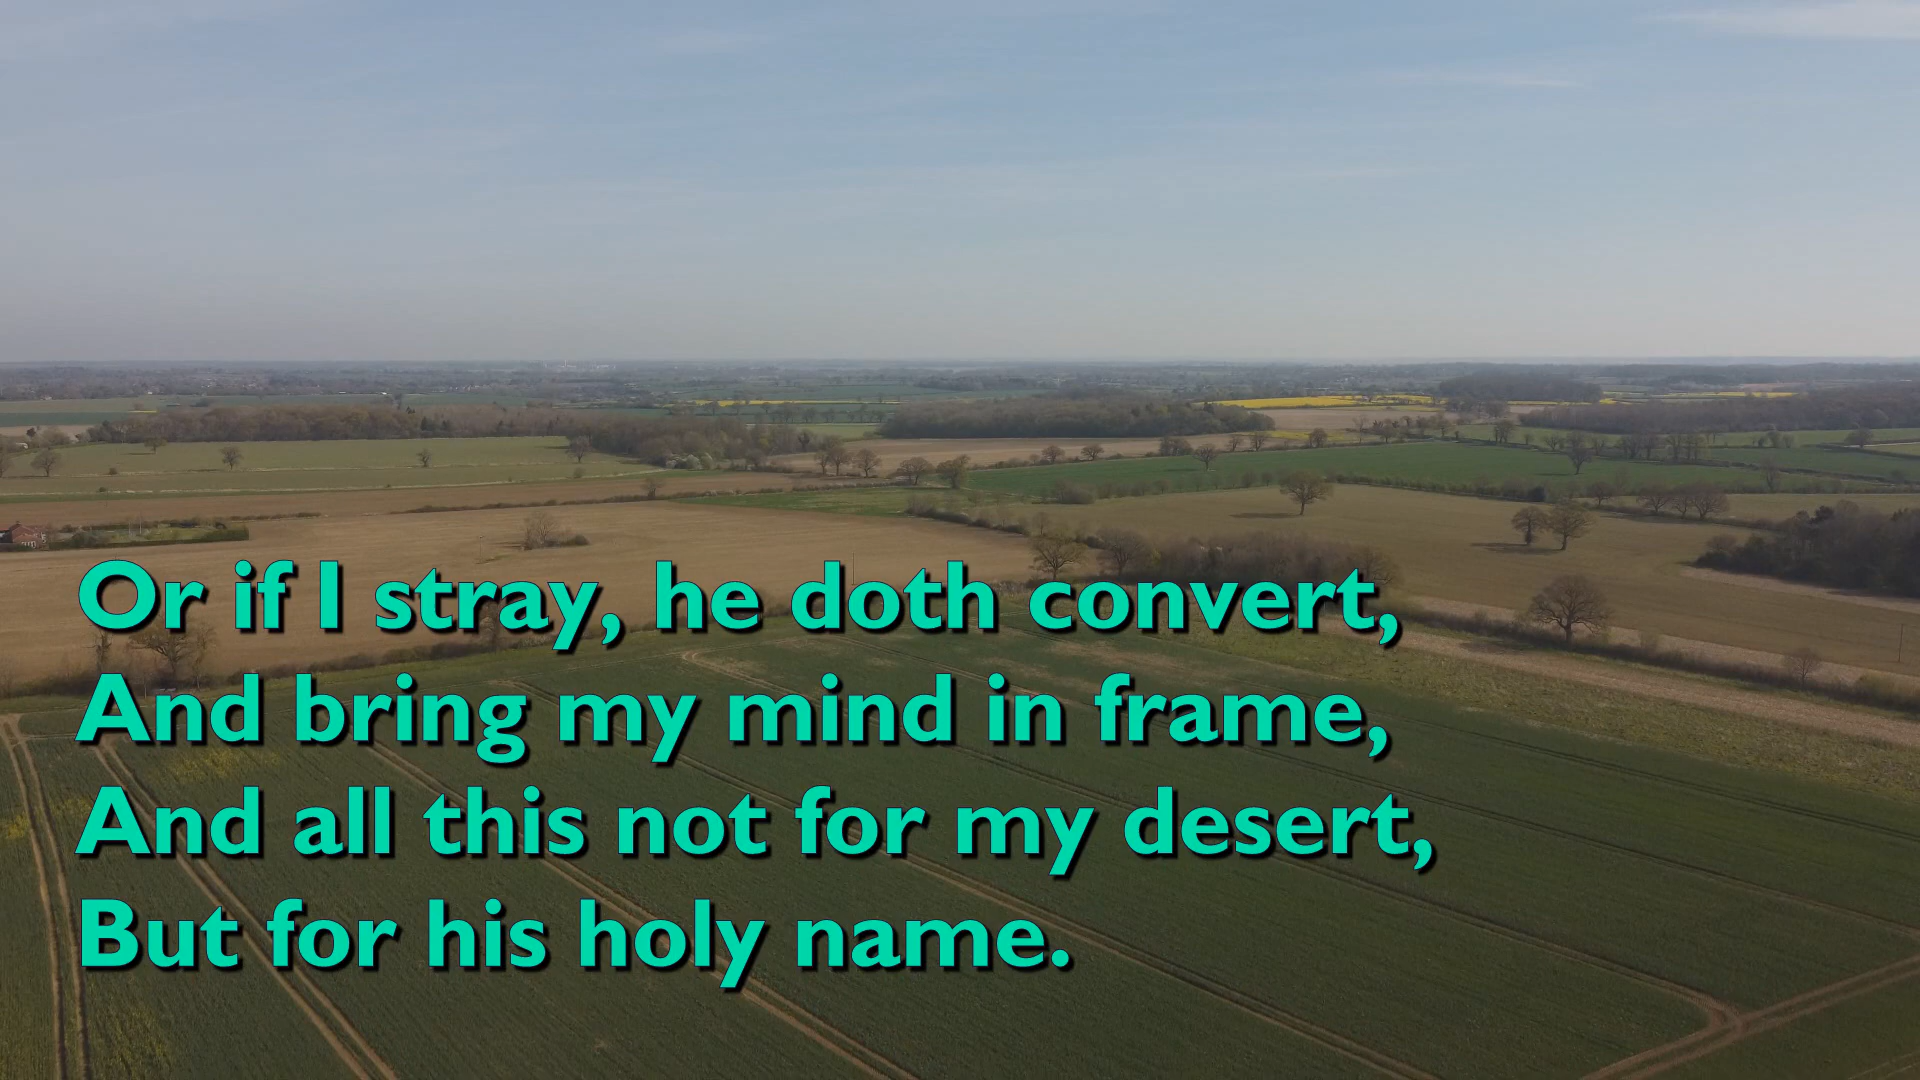 Or if I stray, he doth convert,
And bring my mind in frame,
And all this not for my desert,
But for his holy name.